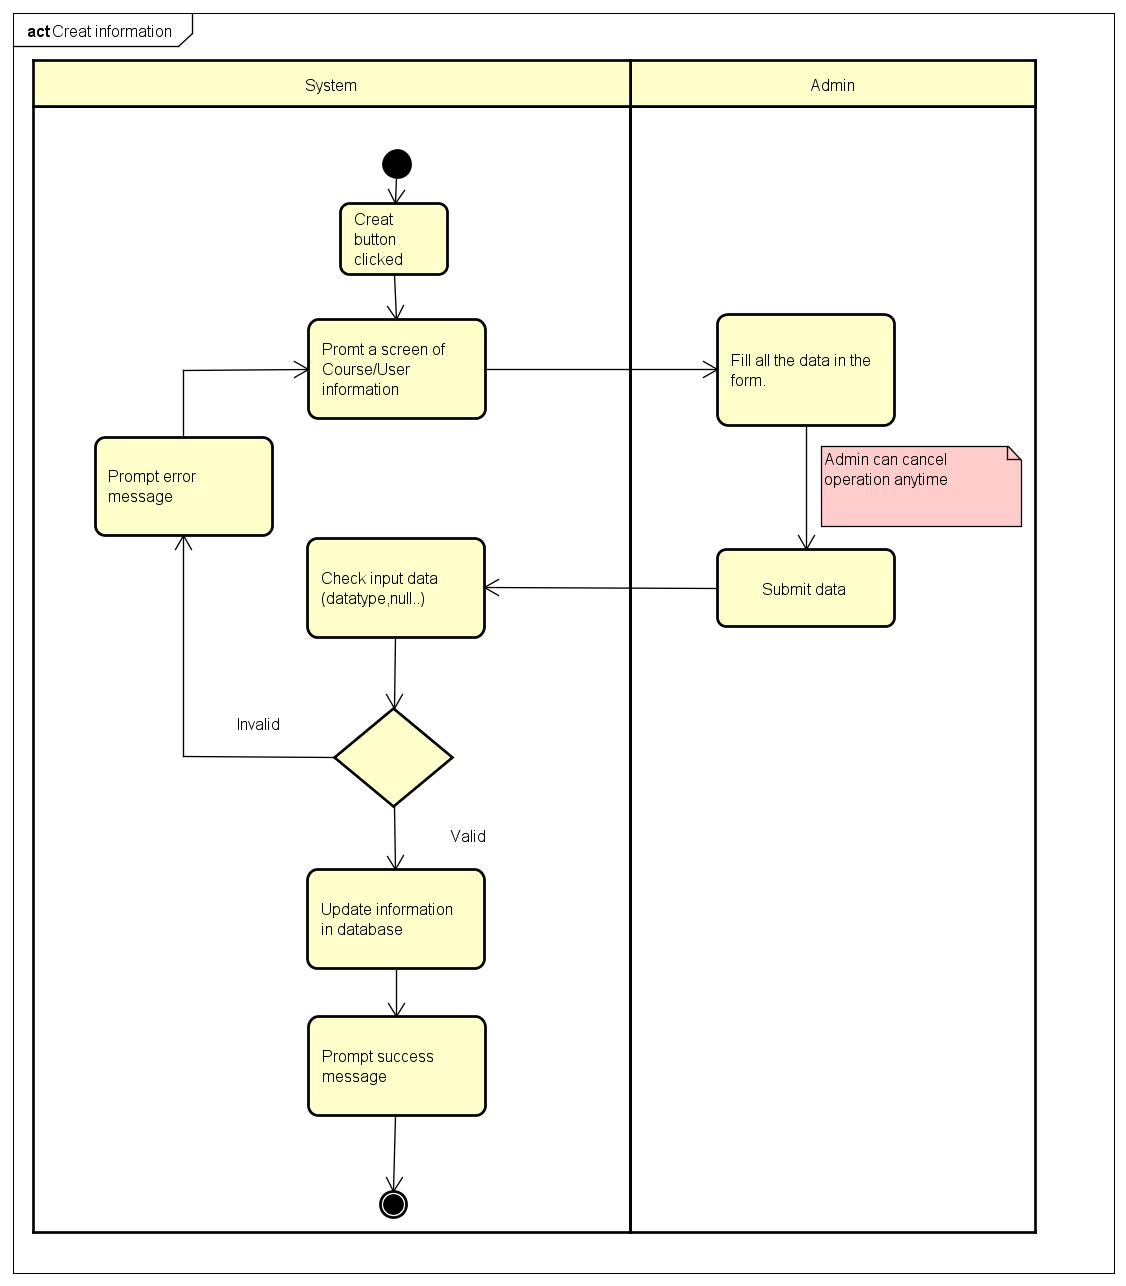 act Creat information
System
Admin
Creat
button
clicked
Promt a screen of
Course/User
information
Fill all the data in the
form.
Prompt error
message
Admin can cancel
operation anytime
Check input data
(datatype,null..)
Submit data
Invalid
Valid
Update information
in database
Prompt success
message